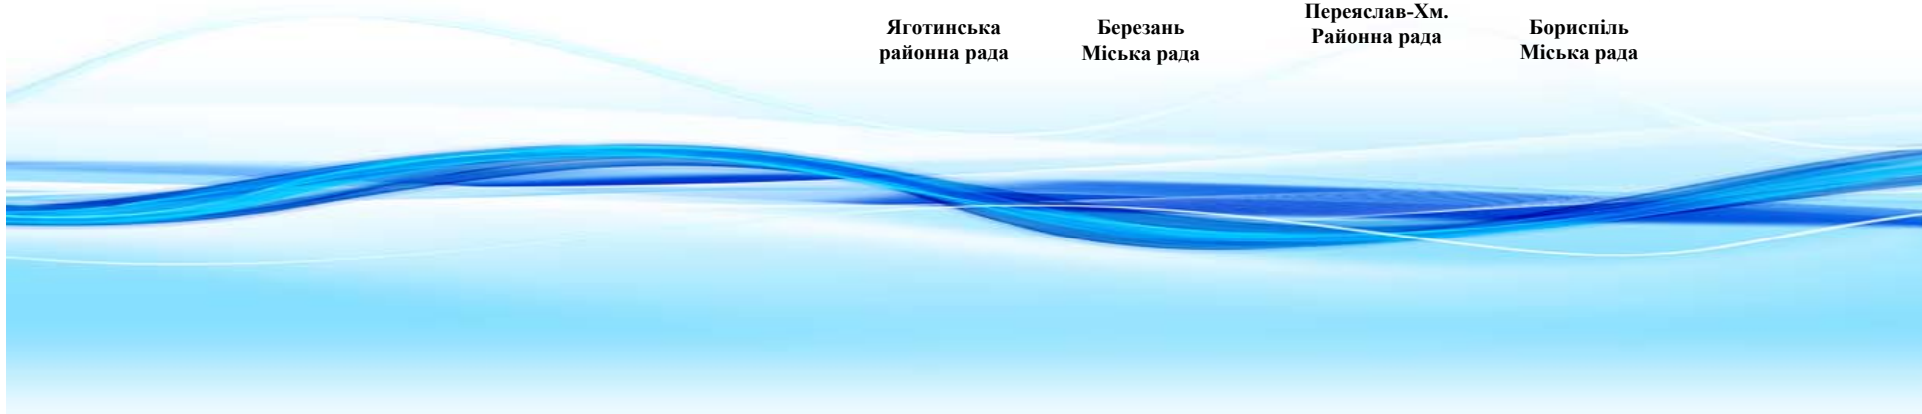 Яготинська
районна рада
Березань
Міська рада
Переяслав-Хм.
Районна рада
Бориспіль
Міська рада